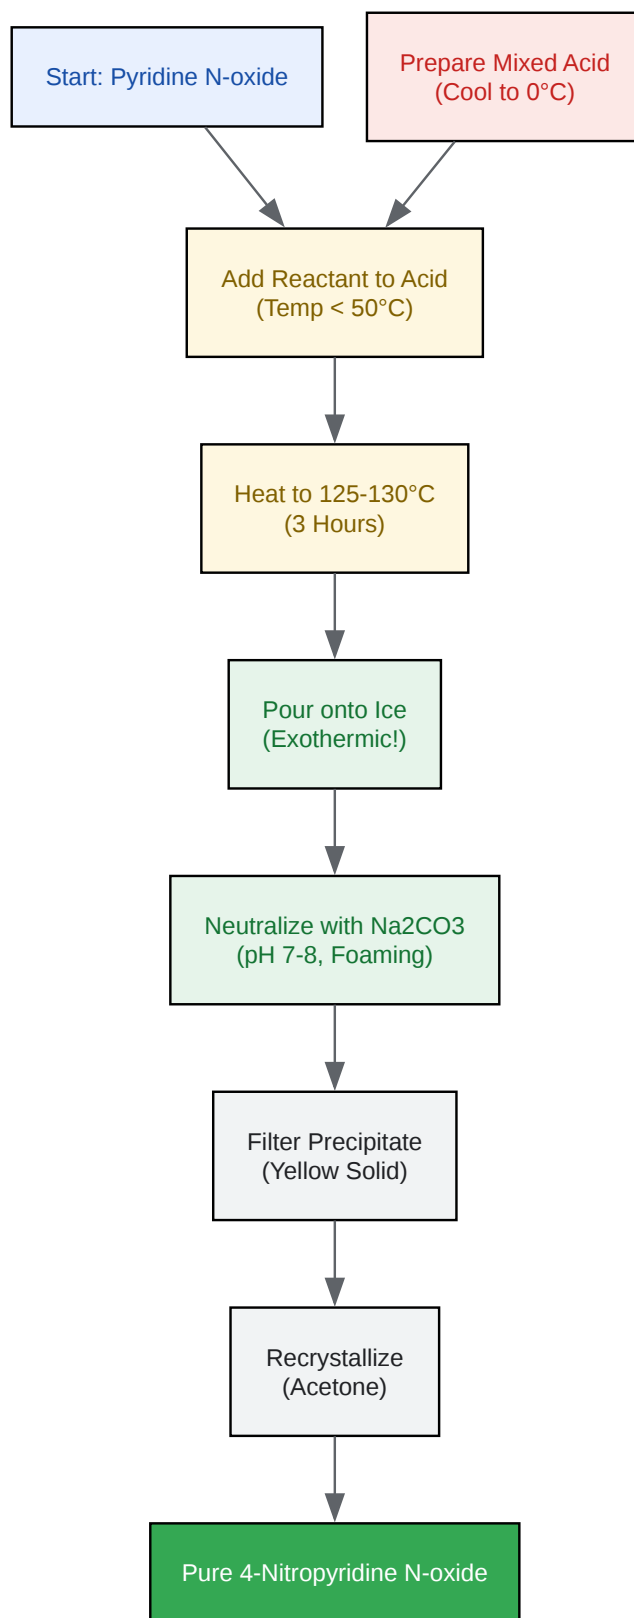 Start: Pyridine N-oxide
Prepare Mixed Acid
(Cool to 0°C)
Add Reactant to Acid
(Temp < 50°C)
Heat to 125-130°C
(3 Hours)
Pour onto Ice
(Exothermic!)
Neutralize with Na2CO3
(pH 7-8, Foaming)
Filter Precipitate
(Yellow Solid)
Recrystallize
(Acetone)
Pure 4-Nitropyridine N-oxide